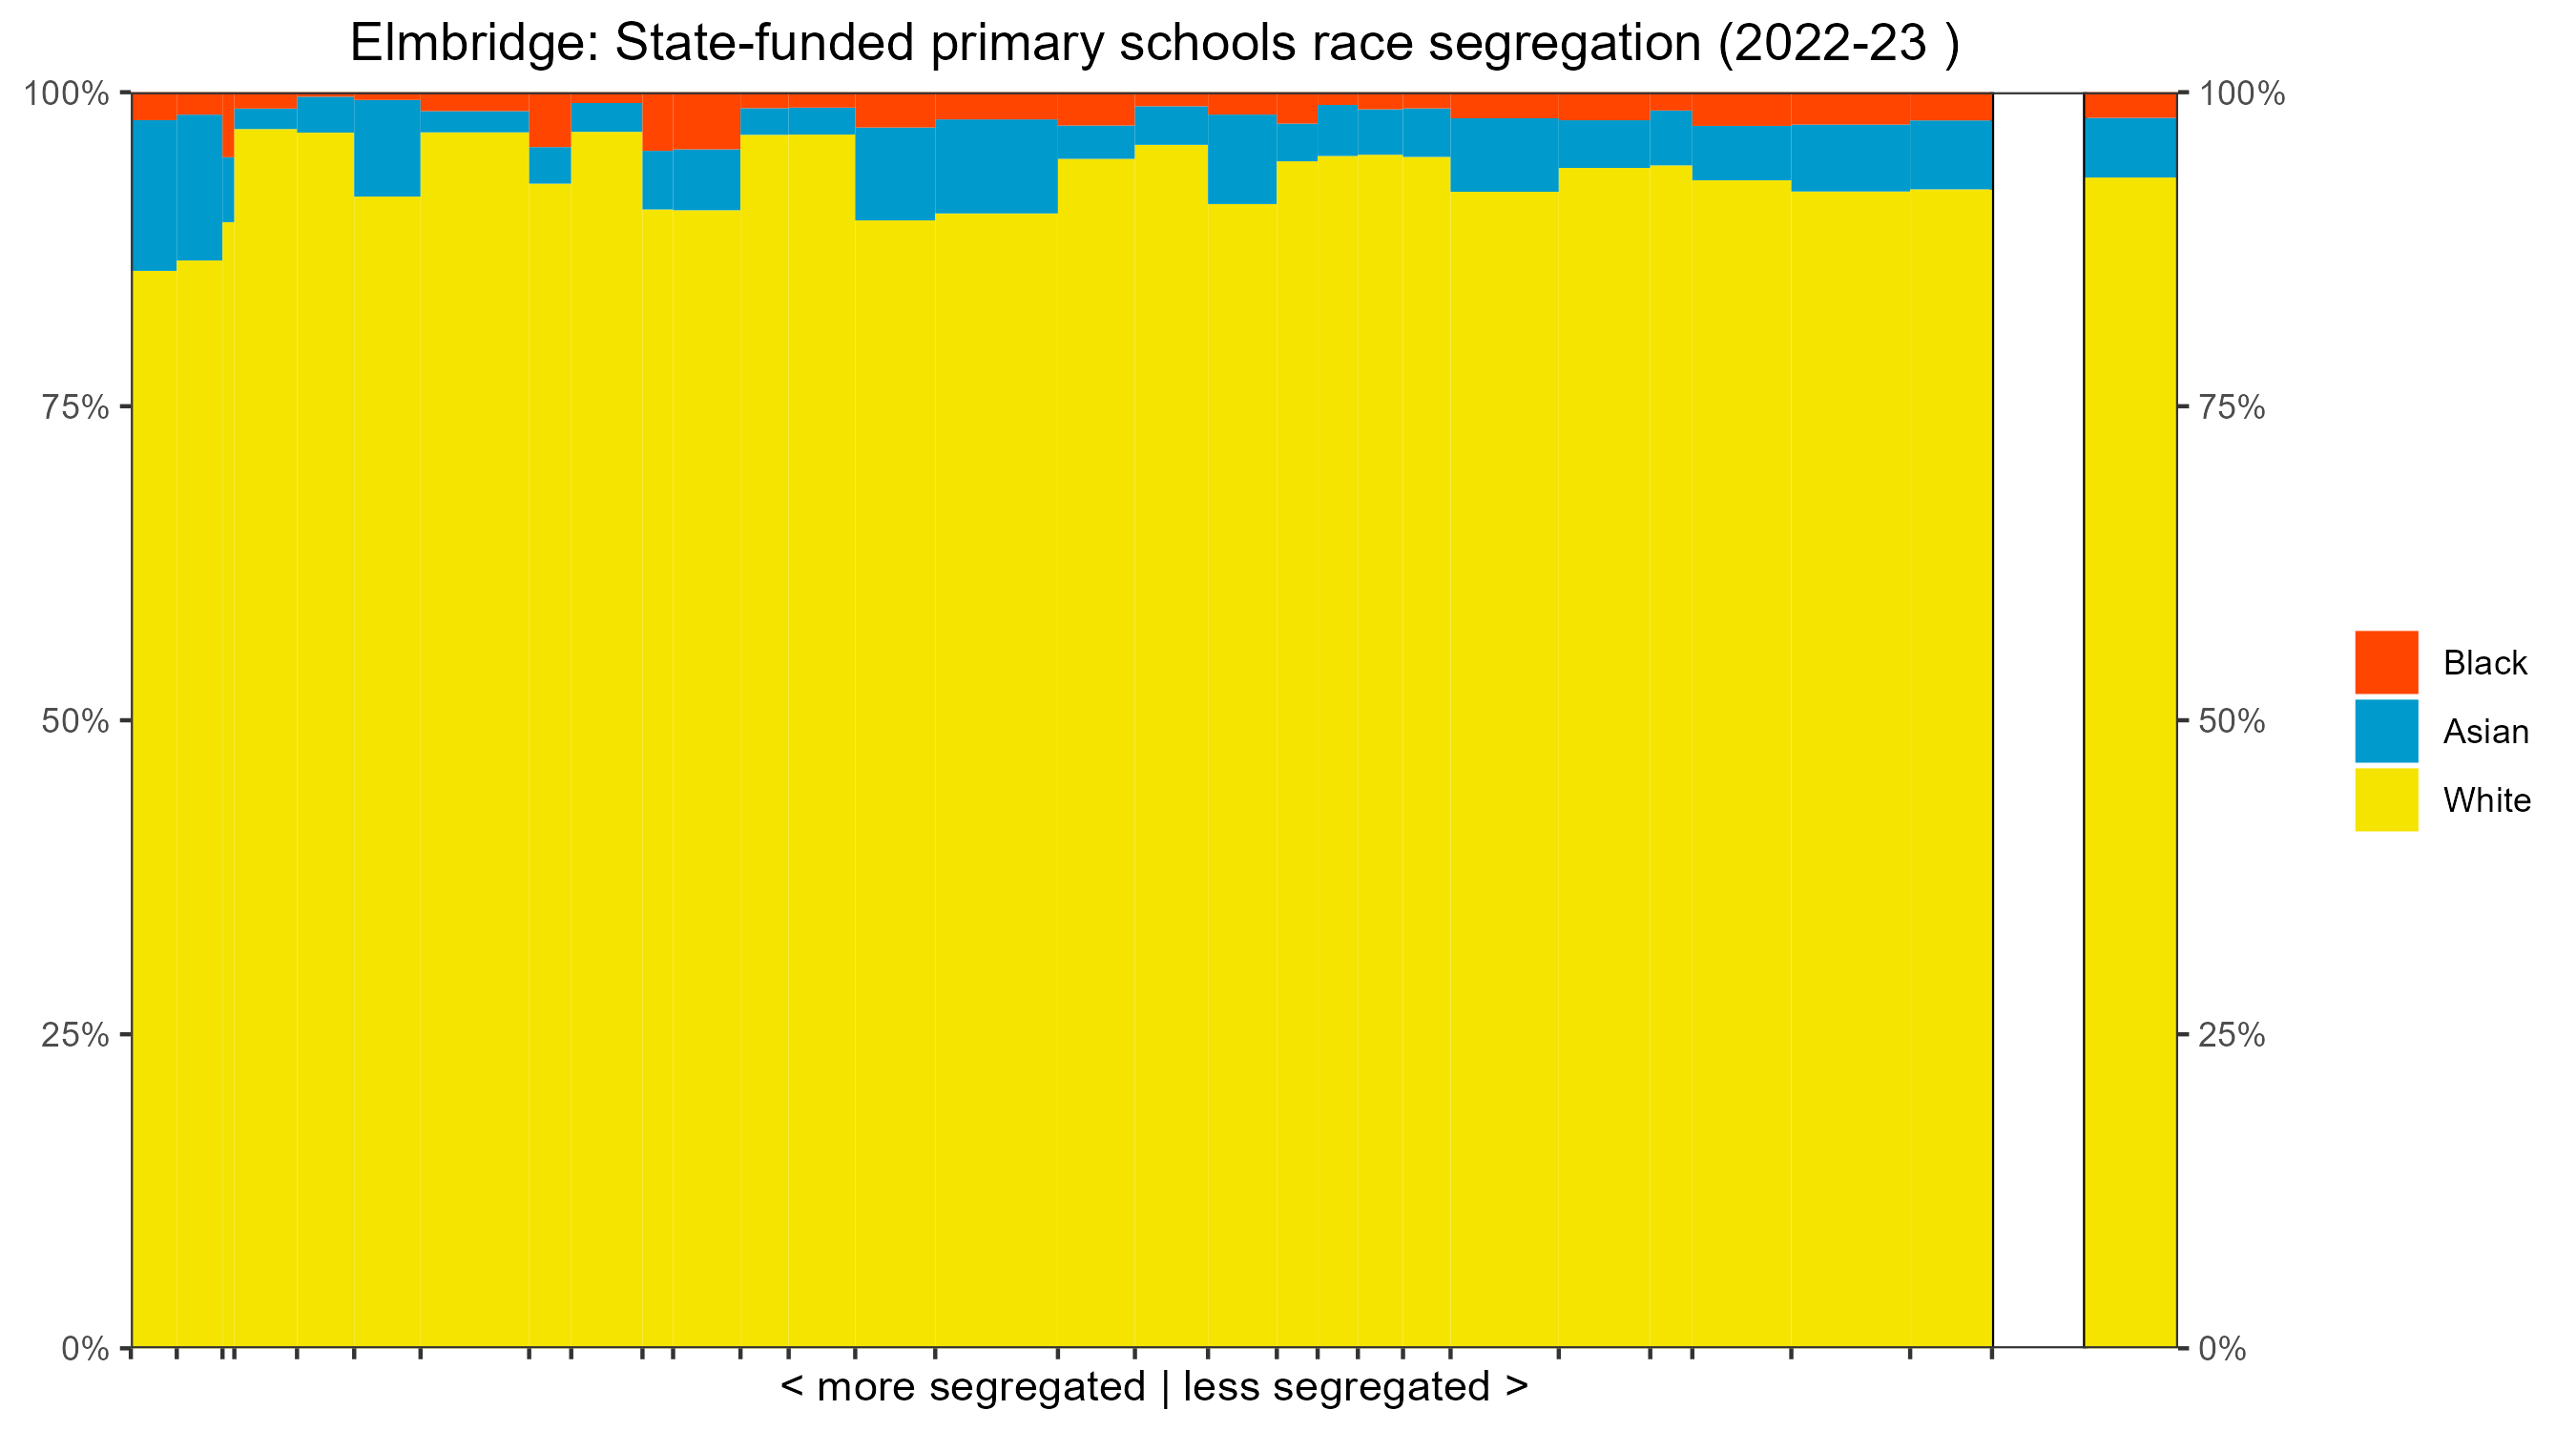 Elmbridge: State-funded primary schools race segregation (2022-23 )
100%
75%
50%
25%
0%
100%
75%
50%
25%
0%
Black
Asian
White
< more segregated | less segregated >